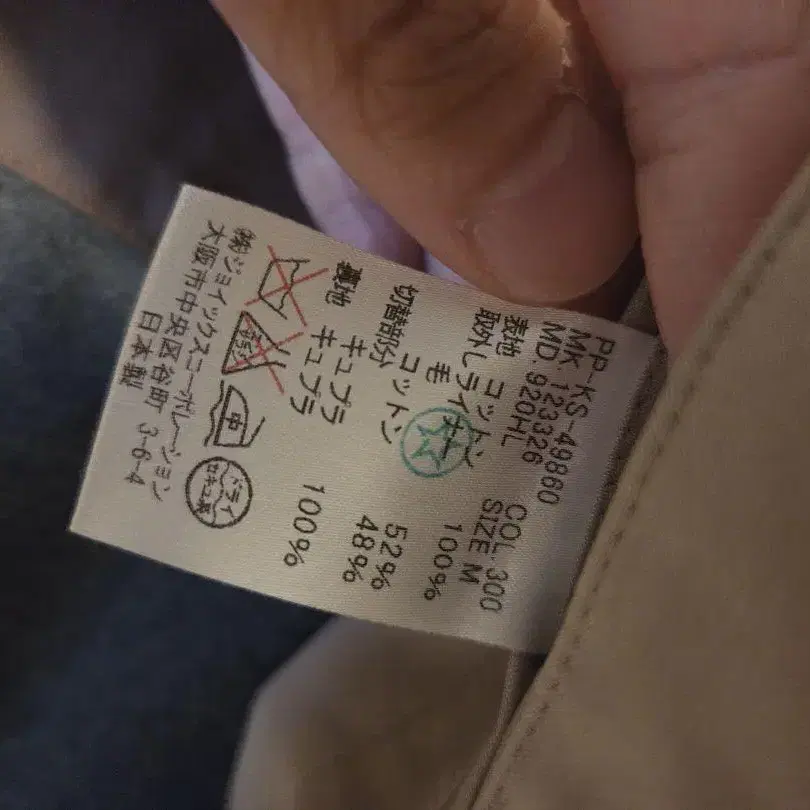 PP-KS-49860
MK. 123326 COL. 300
MD 920HL SIZE M
表地 コットン
取外しライナー
毛 100%
切替部分 コットン 52%
キュプラ 48%
裏地 キュプラ 100%
中
ドライ
セキユ系
㈱ジョイックスコーポレーション
大阪市中央区谷町 3-6-4
日本製